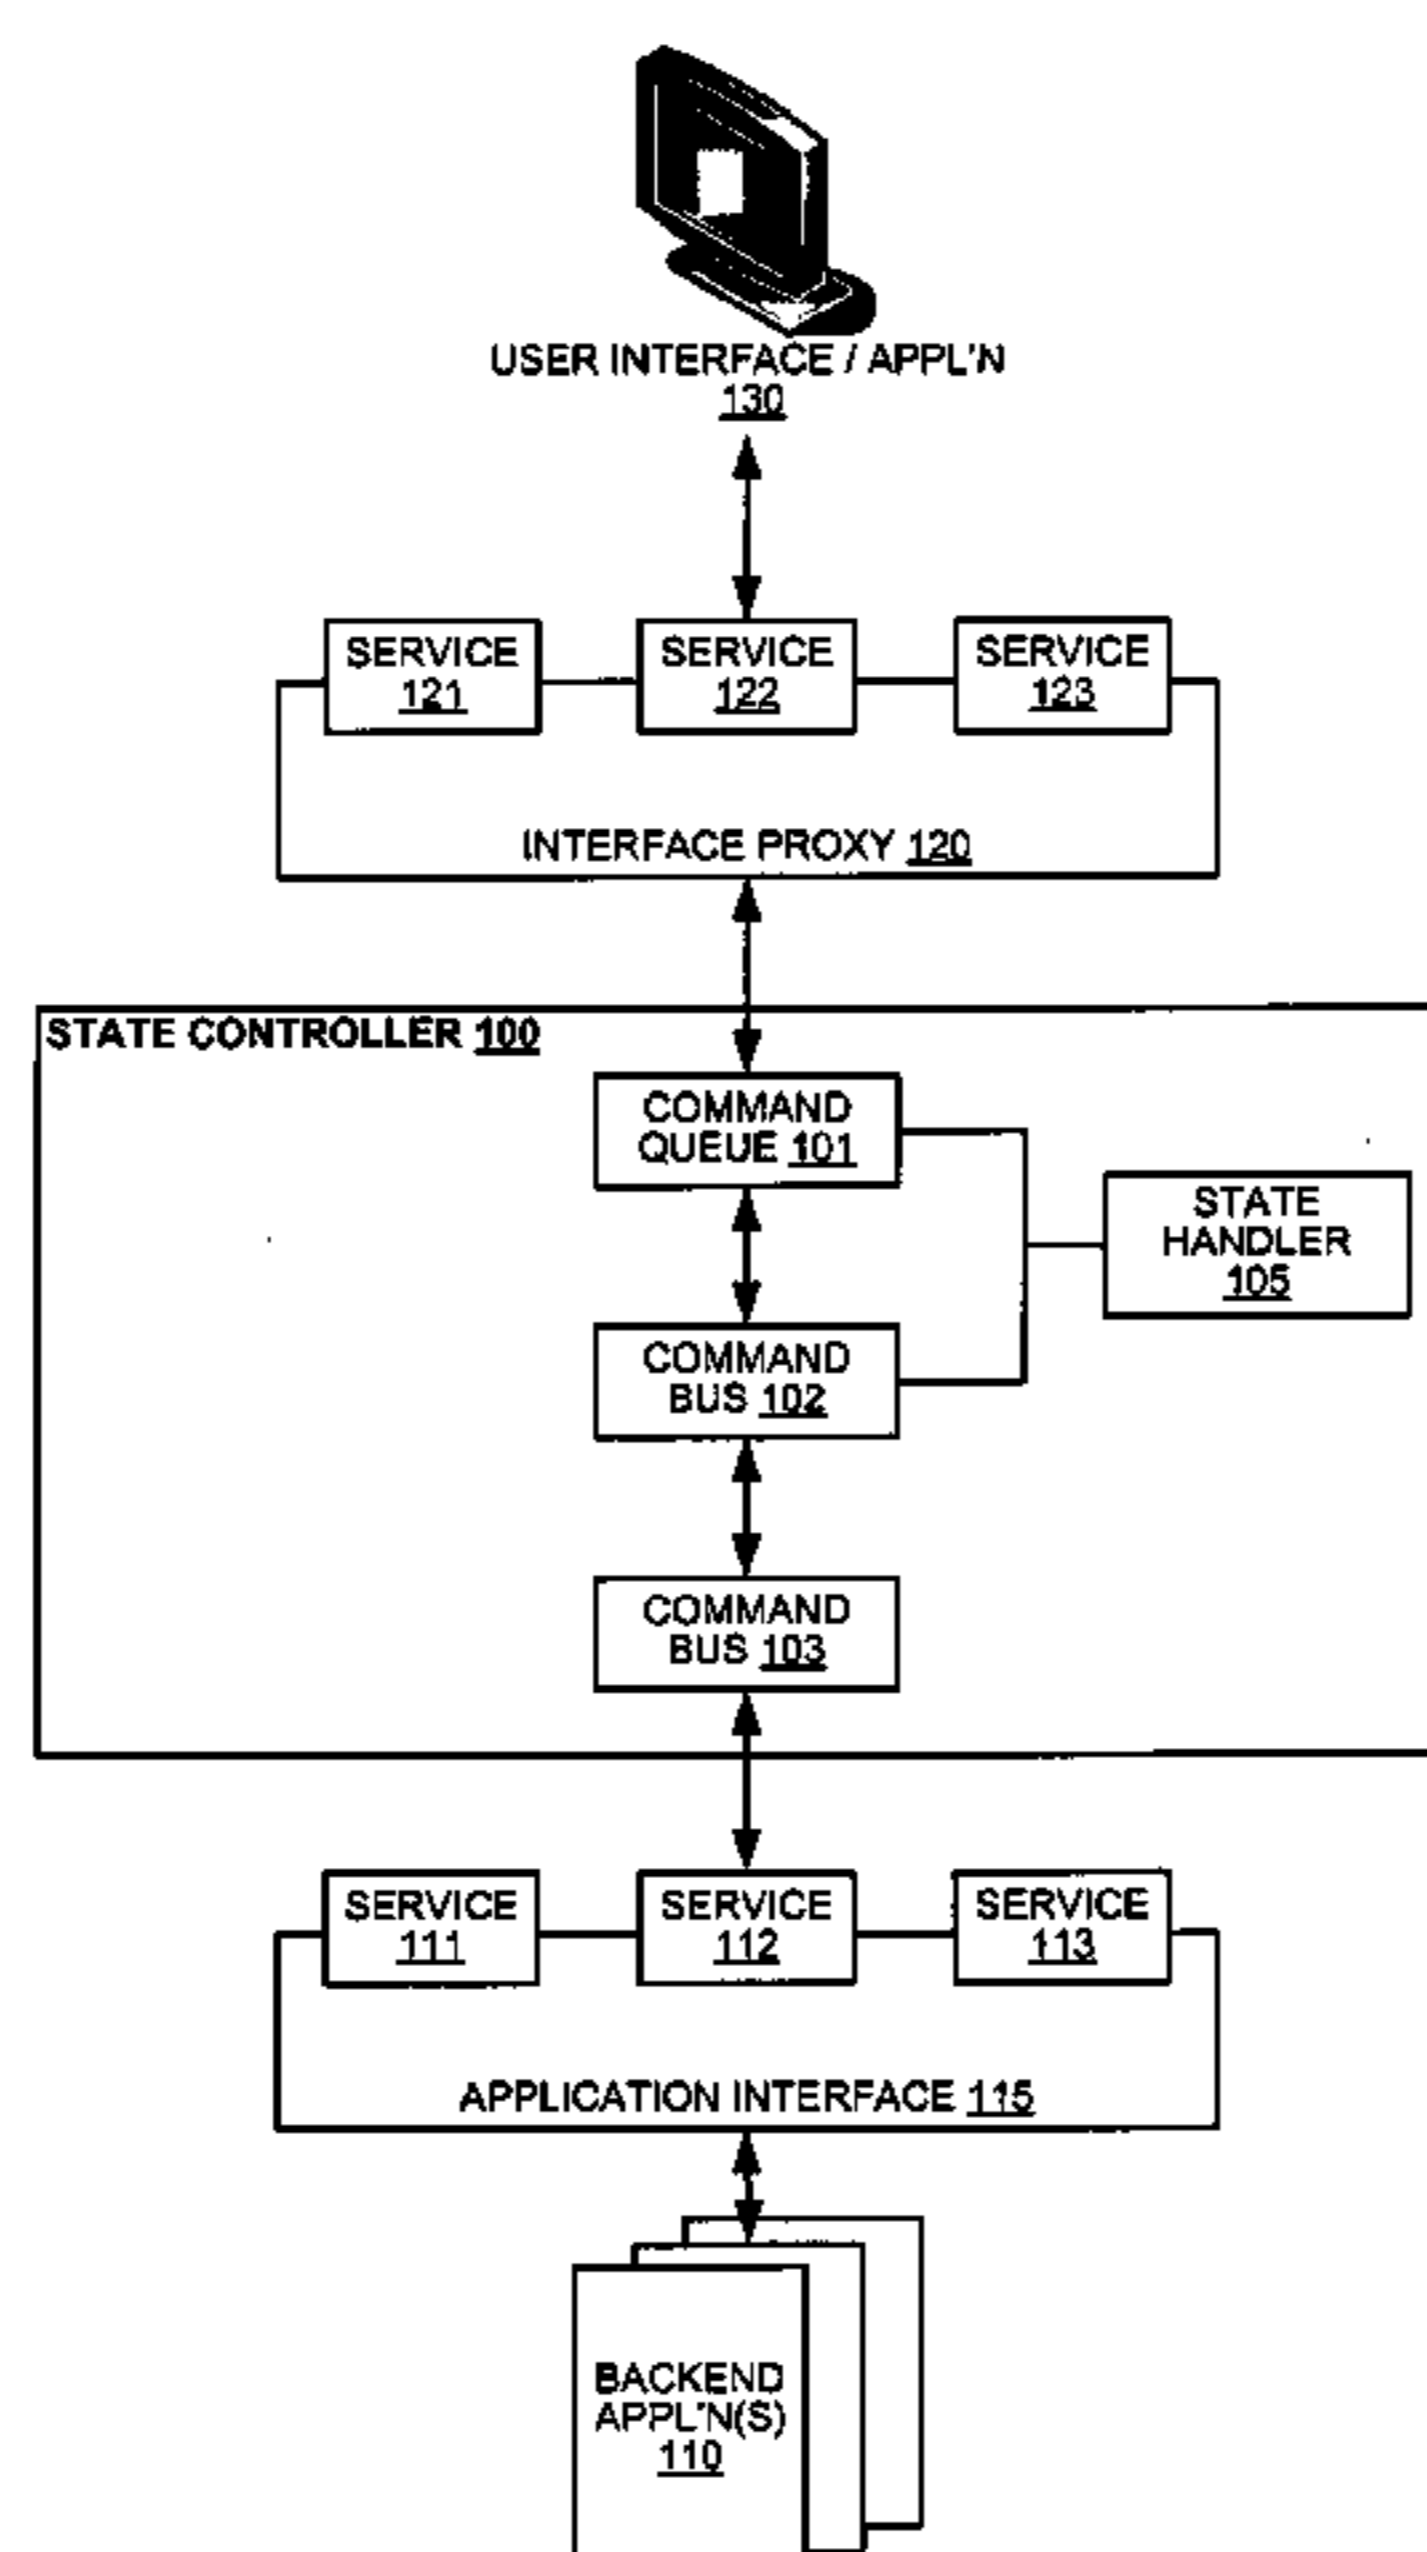 USER INTERFACE / APPL'N
130
SERVICE
121
SERVICE
122
SERVICE
123
INTERFACE PROXY 120
STATE CONTROLLER 100
COMMAND
QUEUE 101
STATE
HANDLER
105
COMMAND
BUS 102
COMMAND
BUS 103
SERVICE
111
SERVICE
112
SERVICE
113
APPLICATION INTERFACE 115
BACKEND
APPL'N(S)
110